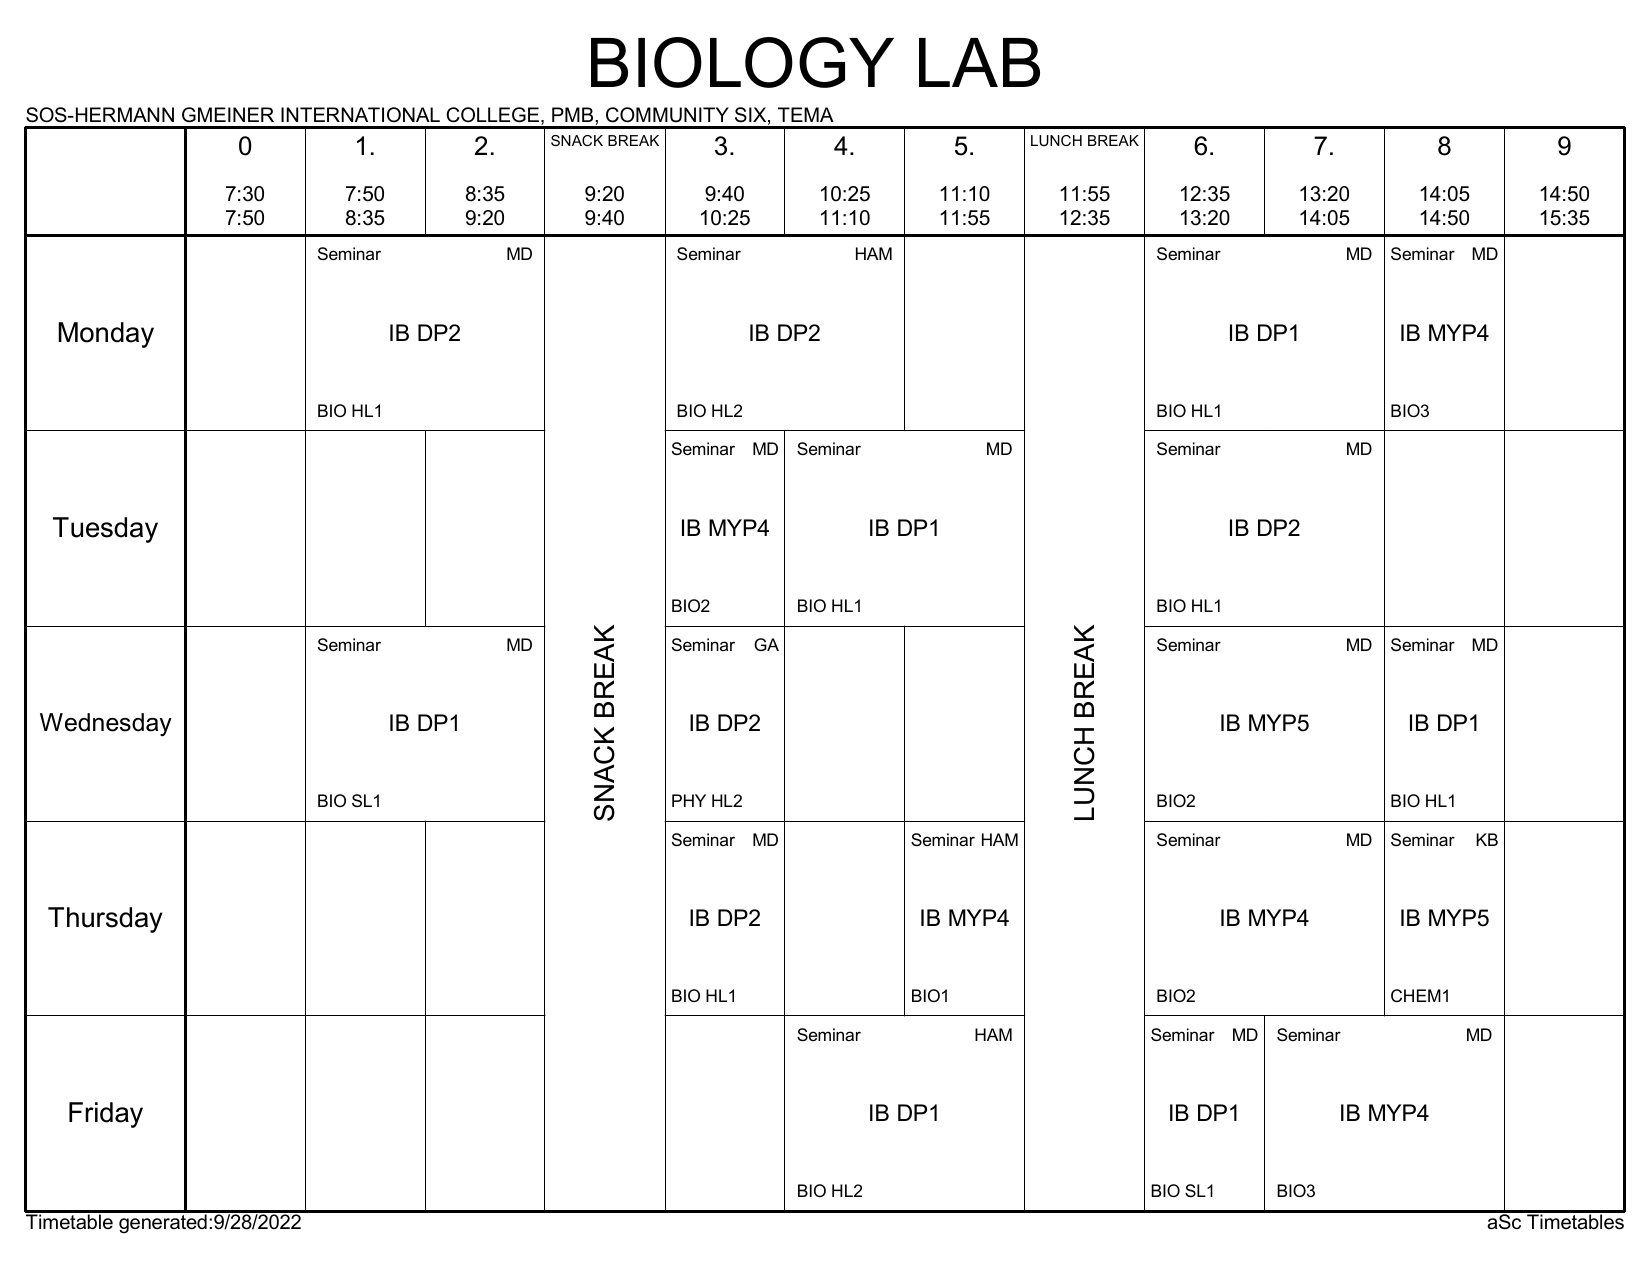 BIOLOGY LAB
SOS-HERMANN GMEINER INTERNATIONAL COLLEGE, PMB, COMMUNITY SIX, TEMA
0 1. 2. SNACK BREAK 3. 4. 5. LUNCH BREAK 6. 7. 8 9
7:30 7:50 8:35 9:20 9:40 10:25 11:10 11:55 12:35 13:20 14:05 14:50
7:50 8:35 9:20 9:40 10:25 11:10 11:55 12:35 13:20 14:05 14:50 15:35
Seminar MD Seminar HAM Seminar MD Seminar MD
Monday IB DP2 IB DP2 IB DP1 IB MYP4
BIO HL1 BIO HL2 BIO HL1 BIO3
Seminar MD Seminar MD Seminar MD
Tuesday IB MYP4 IB DP1 IB DP2
BIO2 BIO HL1 BIO HL1
SNACK BREAK
LUNCH BREAK
Seminar MD Seminar GA Seminar MD Seminar MD
Wednesday IB DP1 IB DP2 IB MYP5 IB DP1
BIO SL1 PHY HL2 BIO2 BIO HL1
Seminar MD Seminar HAM Seminar MD Seminar KB
Thursday IB DP2 IB MYP4 IB MYP4 IB MYP5
BIO HL1 BIO1 BIO2 CHEM1
Seminar HAM Seminar MD Seminar MD
Friday IB DP1 IB DP1 IB MYP4
BIO HL2 BIO SL1 BIO3
Timetable generated:9/28/2022 aSc Timetables